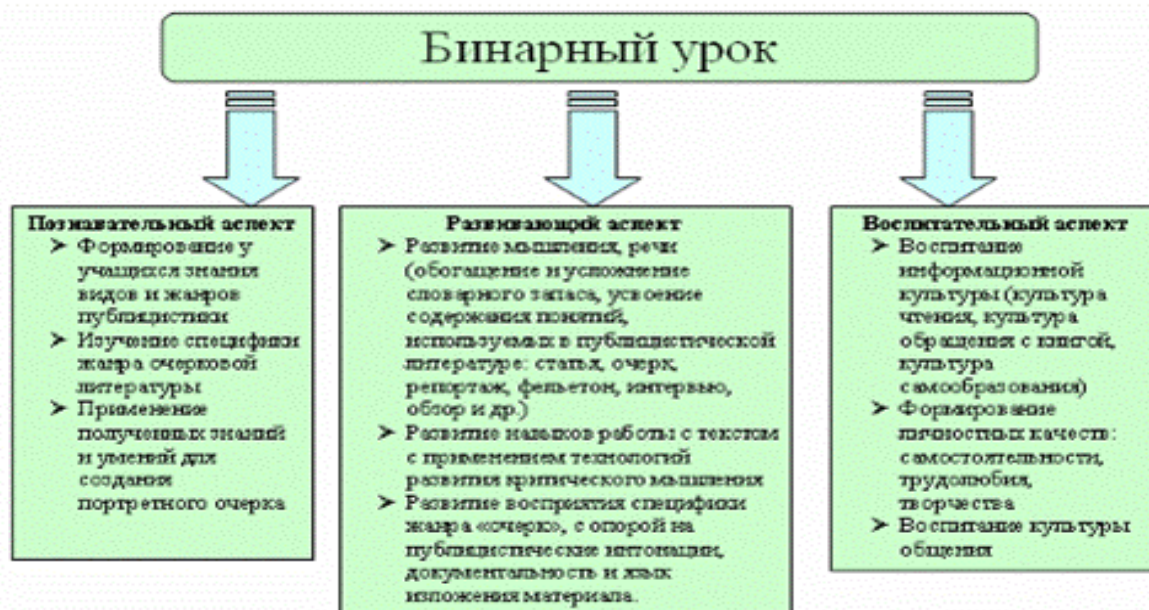 Бинарный урок
Познавательный аспект
➤ Формирование у
учащихся знания
видов и жанров
публицистики
➤ Изучение специфики
жанра очерковой
литературы
➤ Применение
полученных знаний
и умений для
создания
портретного очерка
Развивающий аспект
➤ Развитие мышления, речи
(обогащение и усложнение
словарного запаса, усвоение
содержания понятий,
используемых в публицистической
литературе: статья, очерк,
репортаж, фельетон, интервью,
обзор и др.)
➤ Развитие навыков работы с текстом
с применением технологий
развития критического мышления
➤ Развитие восприятия специфики
жанра «очерк», с опорой на
публицистические интонации,
документальность и язык
изложения материала.
Воспитательный аспект
➤ Воспитание
информационной
культуры (культура
чтения, культура
обращения с книгой,
культура
самообразования)
➤ Формирование
личностных качеств:
самостоятельности,
трудолюбия,
творчества
➤ Воспитание культуры
общения